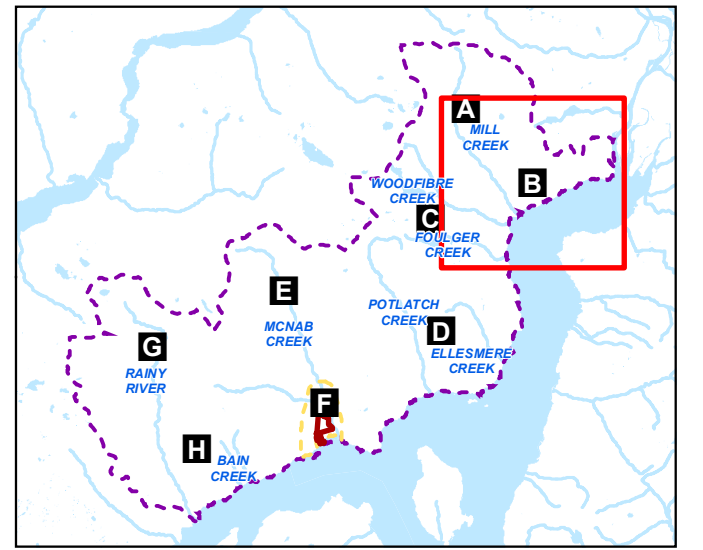 A
MILL
CREEK
B
WOODFIBRE
CREEK
C
FOULGER
CREEK
E
MCNAB
CREEK
POTLATCH
CREEK
D
ELLESMERE
CREEK
G
RAINY
RIVER
F
H
BAIN
CREEK